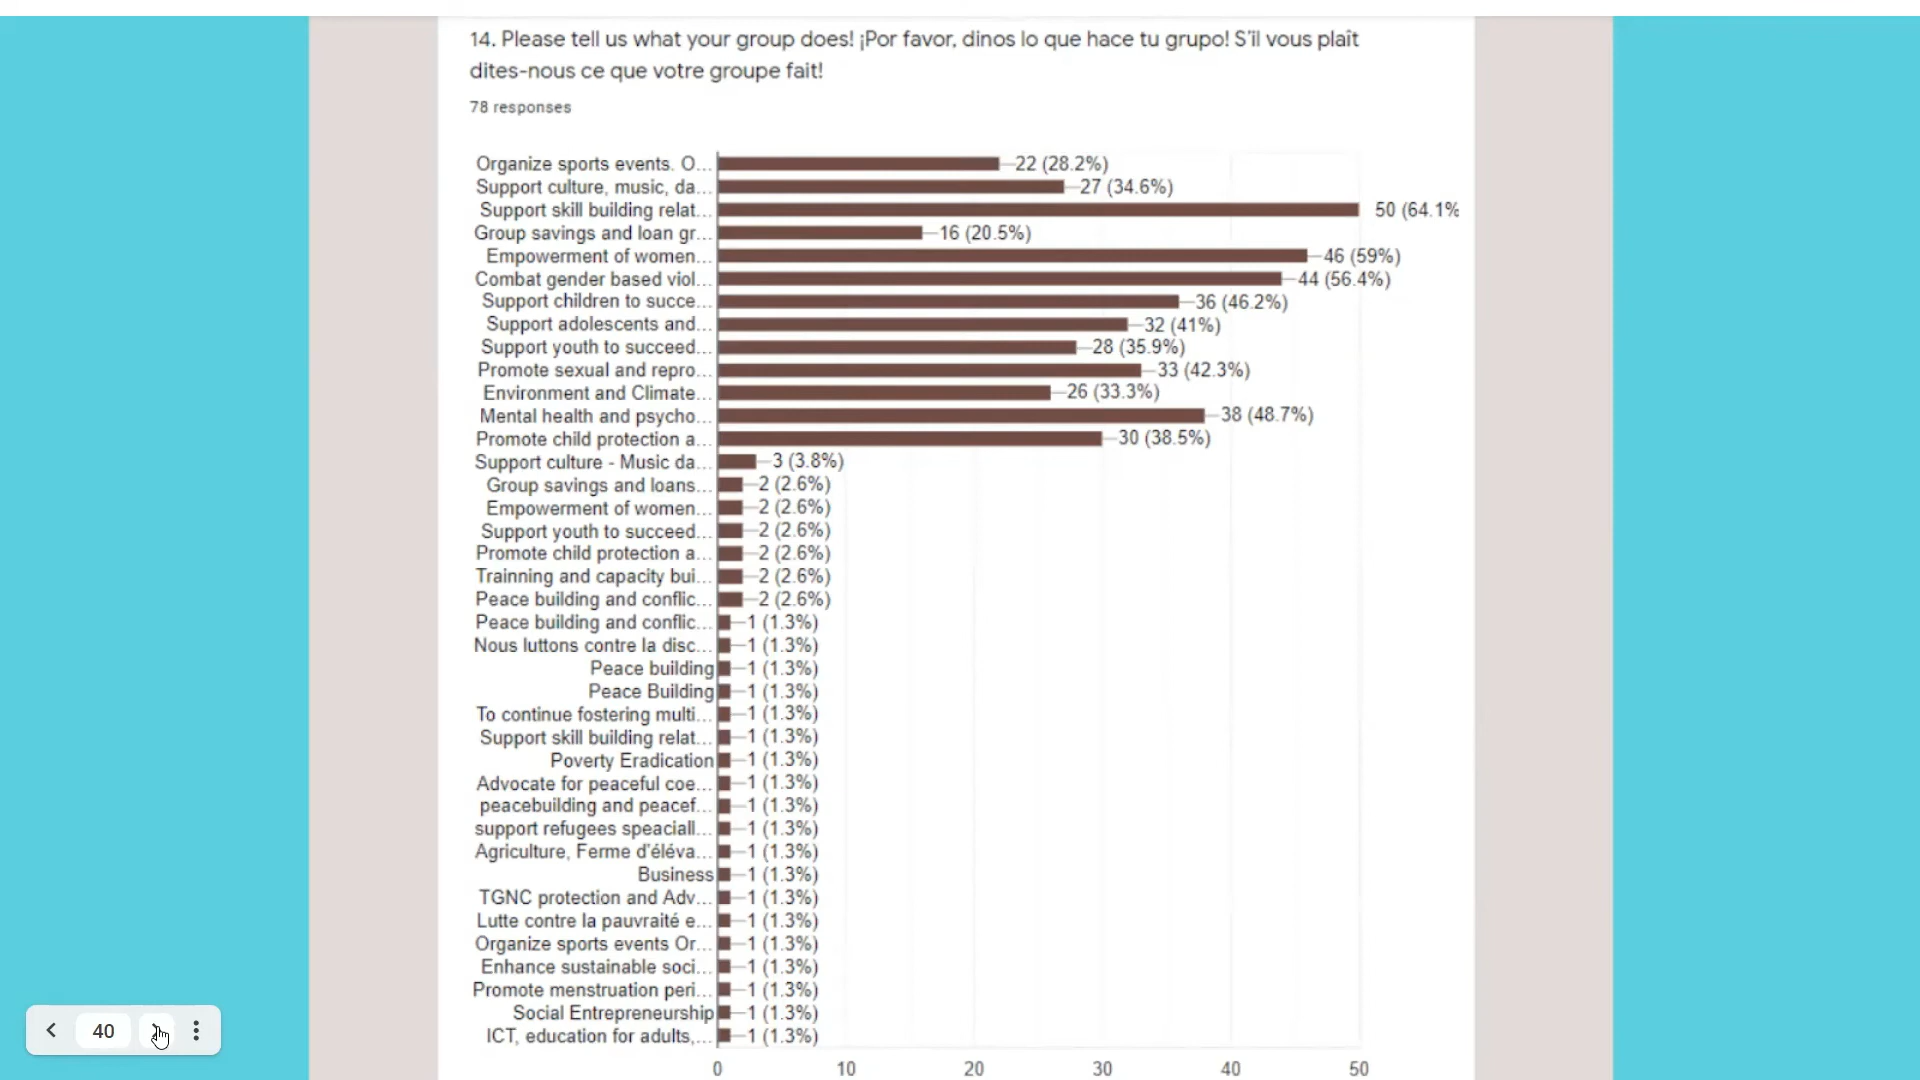 14. Please tell us what your group does! ¡Por favor, dinos lo que hace tu grupo! S'il vous plaît
dites-nous ce que votre groupe fait!
78 responses
Organize sports events. O... 22 (28.2%)
Support culture, music, da... 27 (34.6%)
Support skill building relat... 50 (64.1%
Group savings and loan gr... 16 (20.5%)
Empowerment of women... 46 (59%)
Combat gender based viol... 44 (56.4%)
Support children to succe... 36 (46.2%)
Support adolescents and... 32 (41%)
Support youth to succeed... 28 (35.9%)
Promote sexual and repro... 33 (42.3%)
Environment and Climate... 26 (33.3%)
Mental health and psycho... 38 (48.7%)
Promote child protection a... 30 (38.5%)
Support culture - Music da... 3 (3.8%)
Group savings and loans... 2 (2.6%)
Empowerment of women... 2 (2.6%)
Support youth to succeed... 2 (2.6%)
Promote child protection a... 2 (2.6%)
Trainning and capacity bui... 2 (2.6%)
Peace building and conflic... 2 (2.6%)
Peace building and conflic... 1 (1.3%)
Nous luttons contre la disc... 1 (1.3%)
Peace building 1 (1.3%)
Peace Building 1 (1.3%)
To continue fostering multi... 1 (1.3%)
Support skill building relat... 1 (1.3%)
Poverty Eradication 1 (1.3%)
Advocate for peaceful coe... 1 (1.3%)
peacebuilding and peacef... 1 (1.3%)
support refugees speaciall... 1 (1.3%)
Agriculture, Ferme d'éléva... 1 (1.3%)
Business 1 (1.3%)
TGNC protection and Adv... 1 (1.3%)
Lutte contre la pauvraité e... 1 (1.3%)
Organize sports events Or... 1 (1.3%)
Enhance sustainable soci... 1 (1.3%)
Promote menstruation peri... 1 (1.3%)
Social Entrepreneurship 1 (1.3%)
ICT, education for adults,... 1 (1.3%)
0 10 20 30 40 50
40